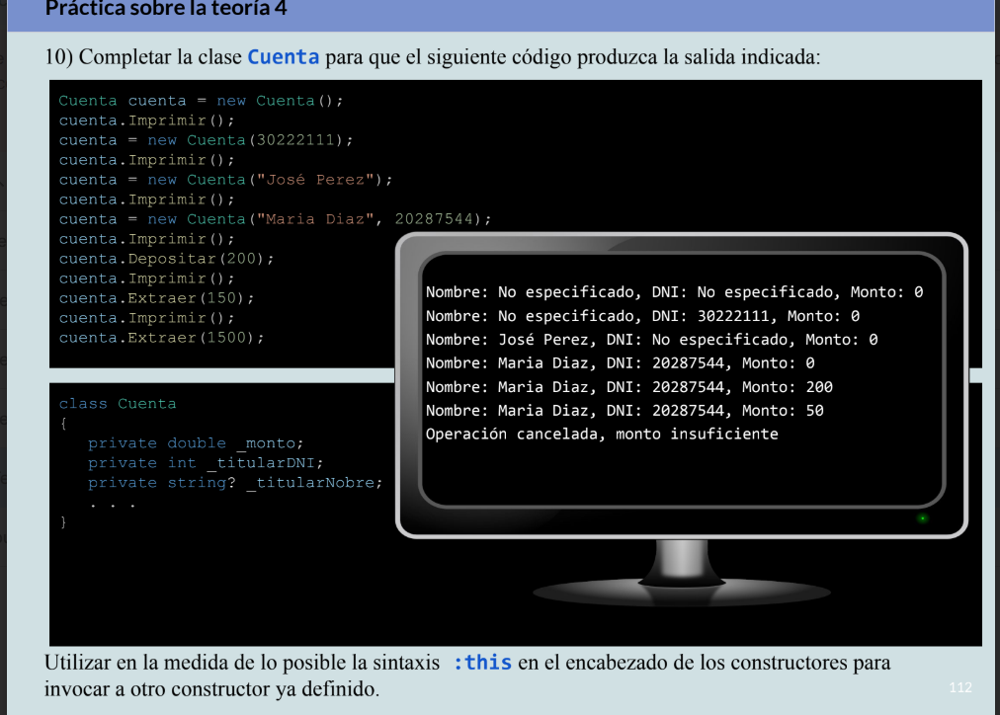 Práctica sobre la teoría 4
10) Completar la clase Cuenta para que el siguiente código produzca la salida indicada:
Cuenta cuenta = new Cuenta();
cuenta.Imprimir();
cuenta = new Cuenta(30222111);
cuenta.Imprimir();
cuenta = new Cuenta("José Perez");
cuenta.Imprimir();
cuenta = new Cuenta("Maria Diaz", 20287544);
cuenta.Imprimir();
cuenta.Depositar(200);
cuenta.Imprimir();
cuenta.Extraer(150);
cuenta.Imprimir();
cuenta.Extraer(1500);
Nombre: No especificado, DNI: No especificado, Monto: 0
Nombre: No especificado, DNI: 30222111, Monto: 0
Nombre: José Perez, DNI: No especificado, Monto: 0
Nombre: Maria Diaz, DNI: 20287544, Monto: 0
Nombre: Maria Diaz, DNI: 20287544, Monto: 200
Nombre: Maria Diaz, DNI: 20287544, Monto: 50
Operación cancelada, monto insuficiente
class Cuenta
{
private double _monto;
private int _titularDNI;
private string? _titularNobre;
. . .
}
Utilizar en la medida de lo posible la sintaxis :this en el encabezado de los constructores para
invocar a otro constructor ya definido.
112